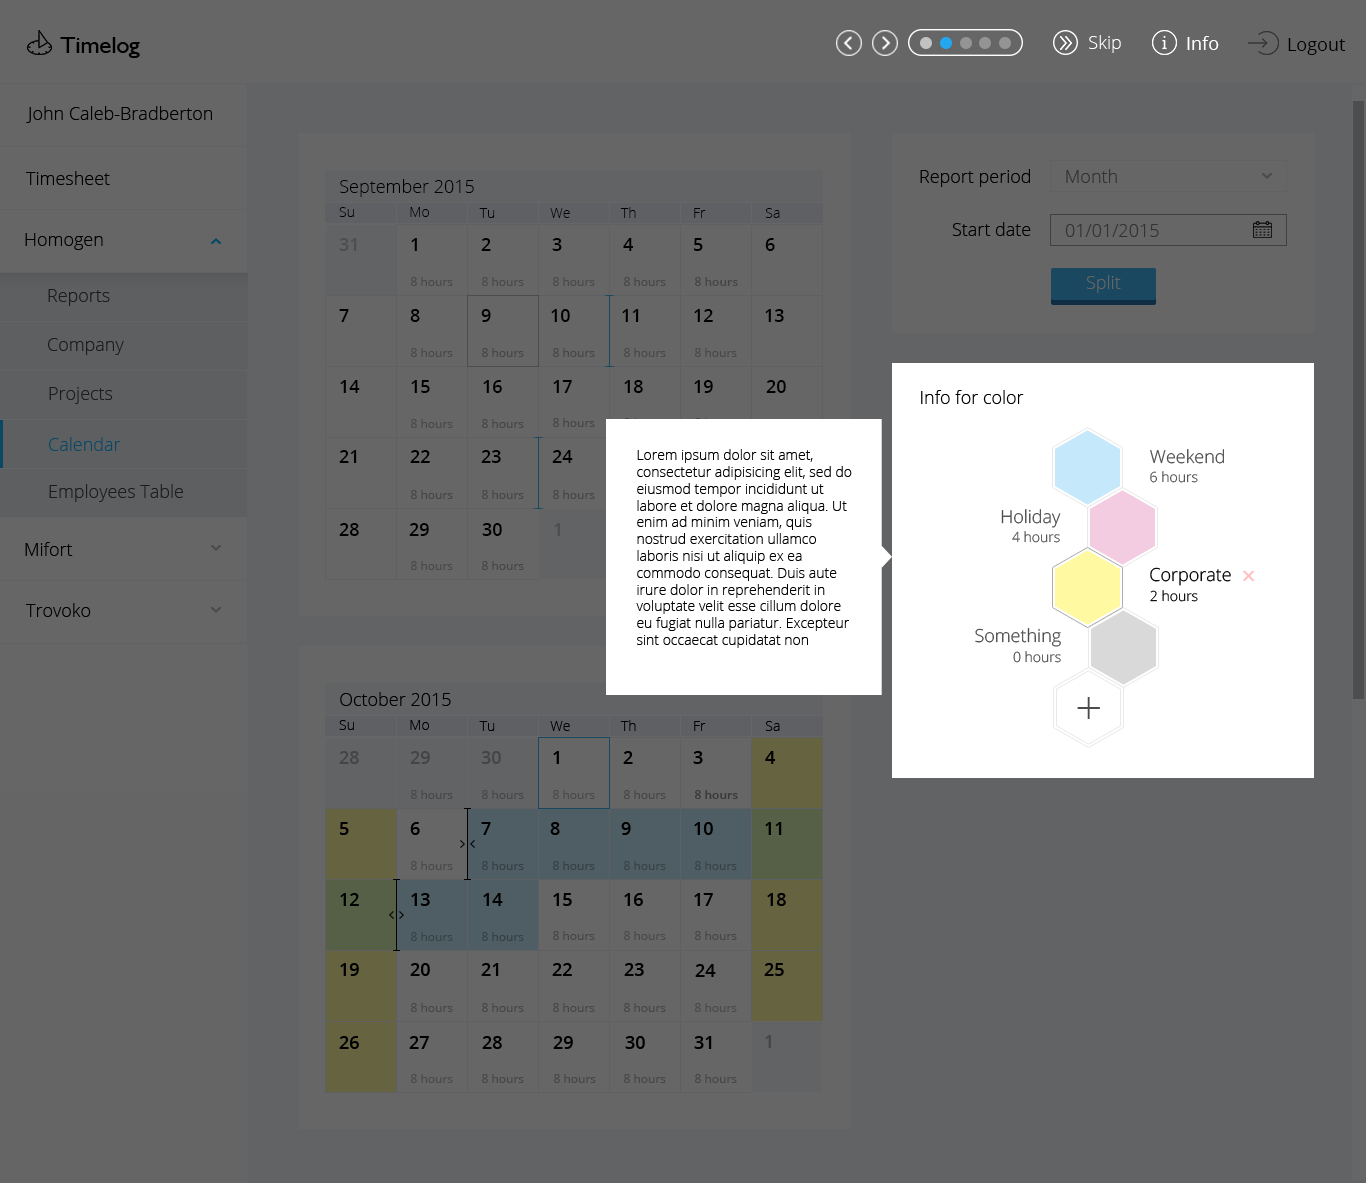 Timelog
Skip
Info
Logout
John Caleb-Bradberton
Timesheet
Homogen
Reports
Company
Projects
Calendar
Employees Table
Mifort
Trovoko
September 2015
Su Mo Tu We Th Fr Sa
31 1 2 3 4 5 6
8 hours 8 hours 8 hours 8 hours 8 hours
7 8 9 10 11 12 13
8 hours 8 hours 8 hours 8 hours 8 hours
14 15 16 17 18 19 20
8 hours 8 hours 8 hours
21 22 23 24
8 hours 8 hours 8 hours
28 29 30 1
8 hours 8 hours
October 2015
Su Mo Tu We Th Fr Sa
28 29 30 1 2 3 4
8 hours 8 hours 8 hours 8 hours 8 hours
5 6 7 8 9 10 11
8 hours 8 hours 8 hours 8 hours 8 hours
12 13 14 15 16 17 18
8 hours 8 hours 8 hours 8 hours 8 hours
19 20 21 22 23 24 25
8 hours 8 hours 8 hours 8 hours 8 hours
26 27 28 29 30 31 1
8 hours 8 hours 8 hours 8 hours 8 hours
Lorem ipsum dolor sit amet,
consectetur adipisicing elit, sed do
eiusmod tempor incididunt ut
labore et dolore magna aliqua. Ut
enim ad minim veniam, quis
nostrud exercitation ullamco
laboris nisi ut aliquip ex ea
commodo consequat. Duis aute
irure dolor in reprehenderit in
voluptate velit esse cillum dolore
eu fugiat nulla pariatur. Excepteur
sint occaecat cupidatat non
Report period
Month
Start date
01/01/2015
Split
Info for color
Weekend
6 hours
Holiday
4 hours
Corporate
2 hours
Something
0 hours